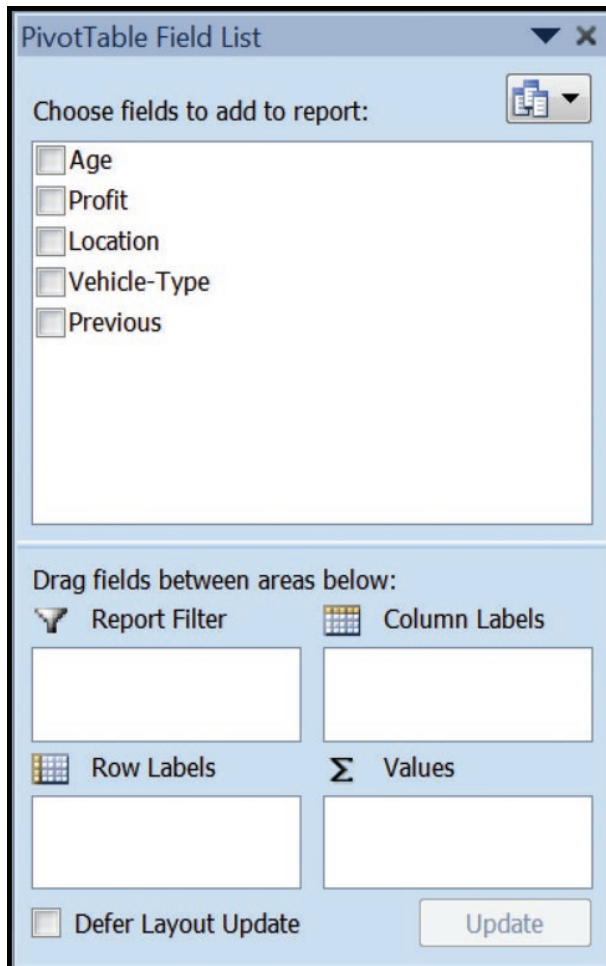 PivotTable Field List
Choose fields to add to report:
Age
Profit
Location
Vehicle-Type
Previous
Drag fields between areas below:
Report Filter
Column Labels
Row Labels
Σ Values
Defer Layout Update
Update